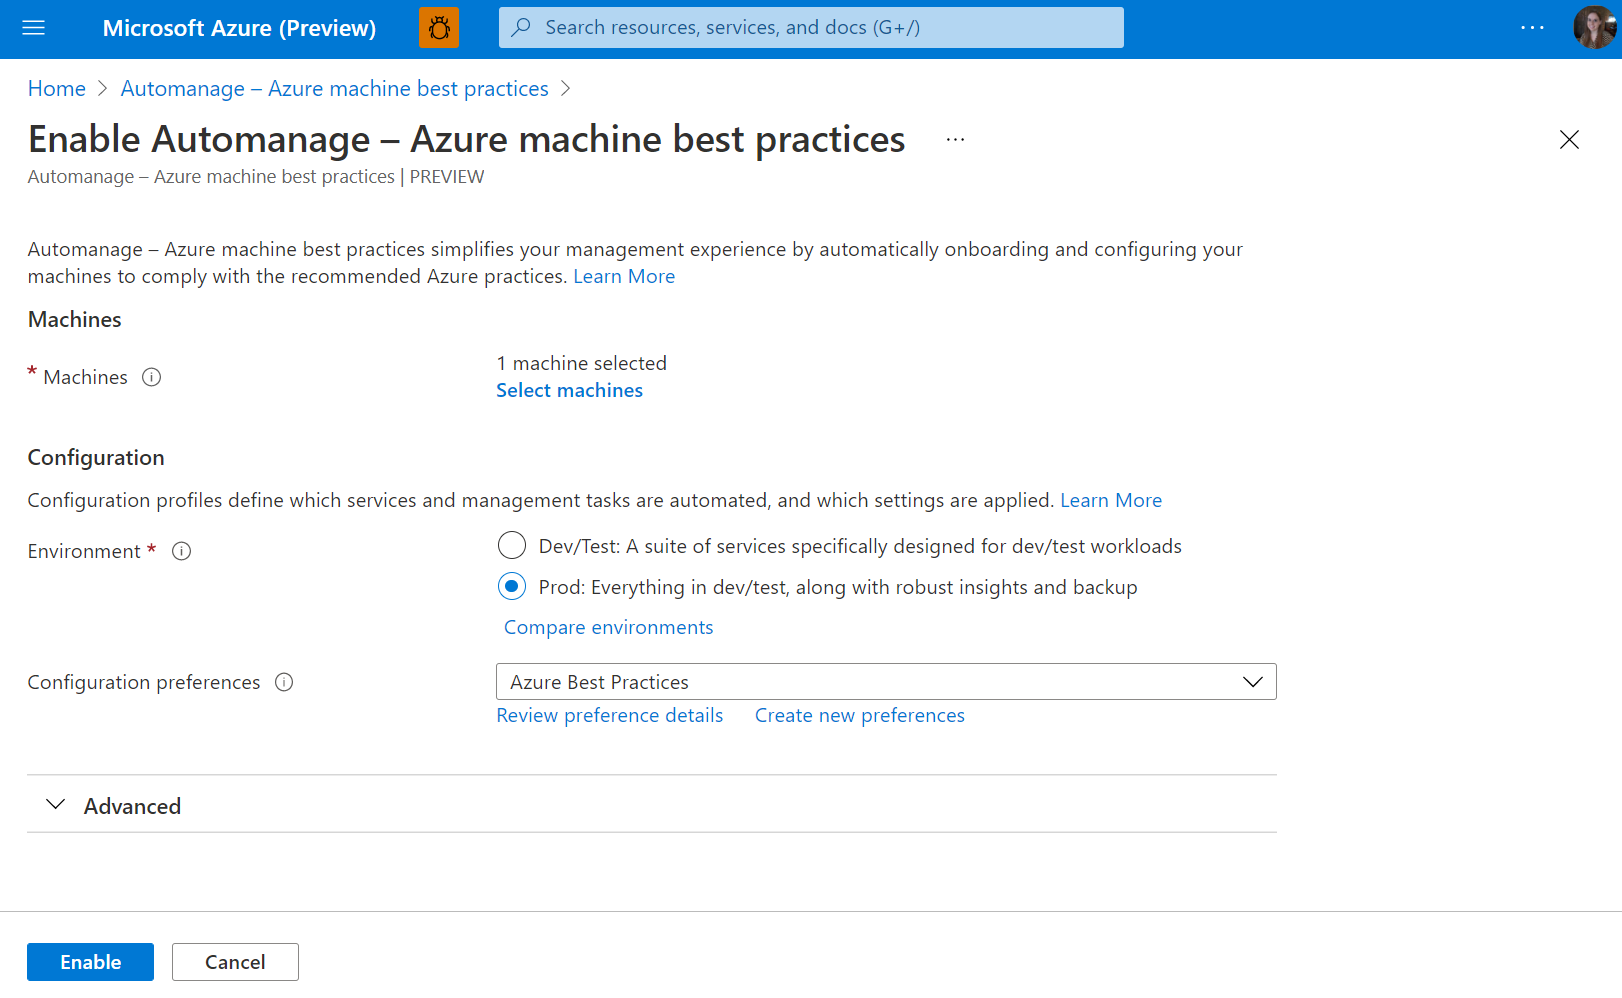 Microsoft Azure (Preview)
Search resources, services, and docs (G+/)
Home > Automanage – Azure machine best practices >
Enable Automanage – Azure machine best practices ...
Automanage – Azure machine best practices | PREVIEW
Automanage – Azure machine best practices simplifies your management experience by automatically onboarding and configuring your
machines to comply with the recommended Azure practices. Learn More
Machines
* Machines
1 machine selected
Select machines
Configuration
Configuration profiles define which services and management tasks are automated, and which settings are applied. Learn More
Environment *
Dev/Test: A suite of services specifically designed for dev/test workloads
Prod: Everything in dev/test, along with robust insights and backup
Compare environments
Configuration preferences
Azure Best Practices
Review preference details Create new preferences
Advanced
Enable Cancel